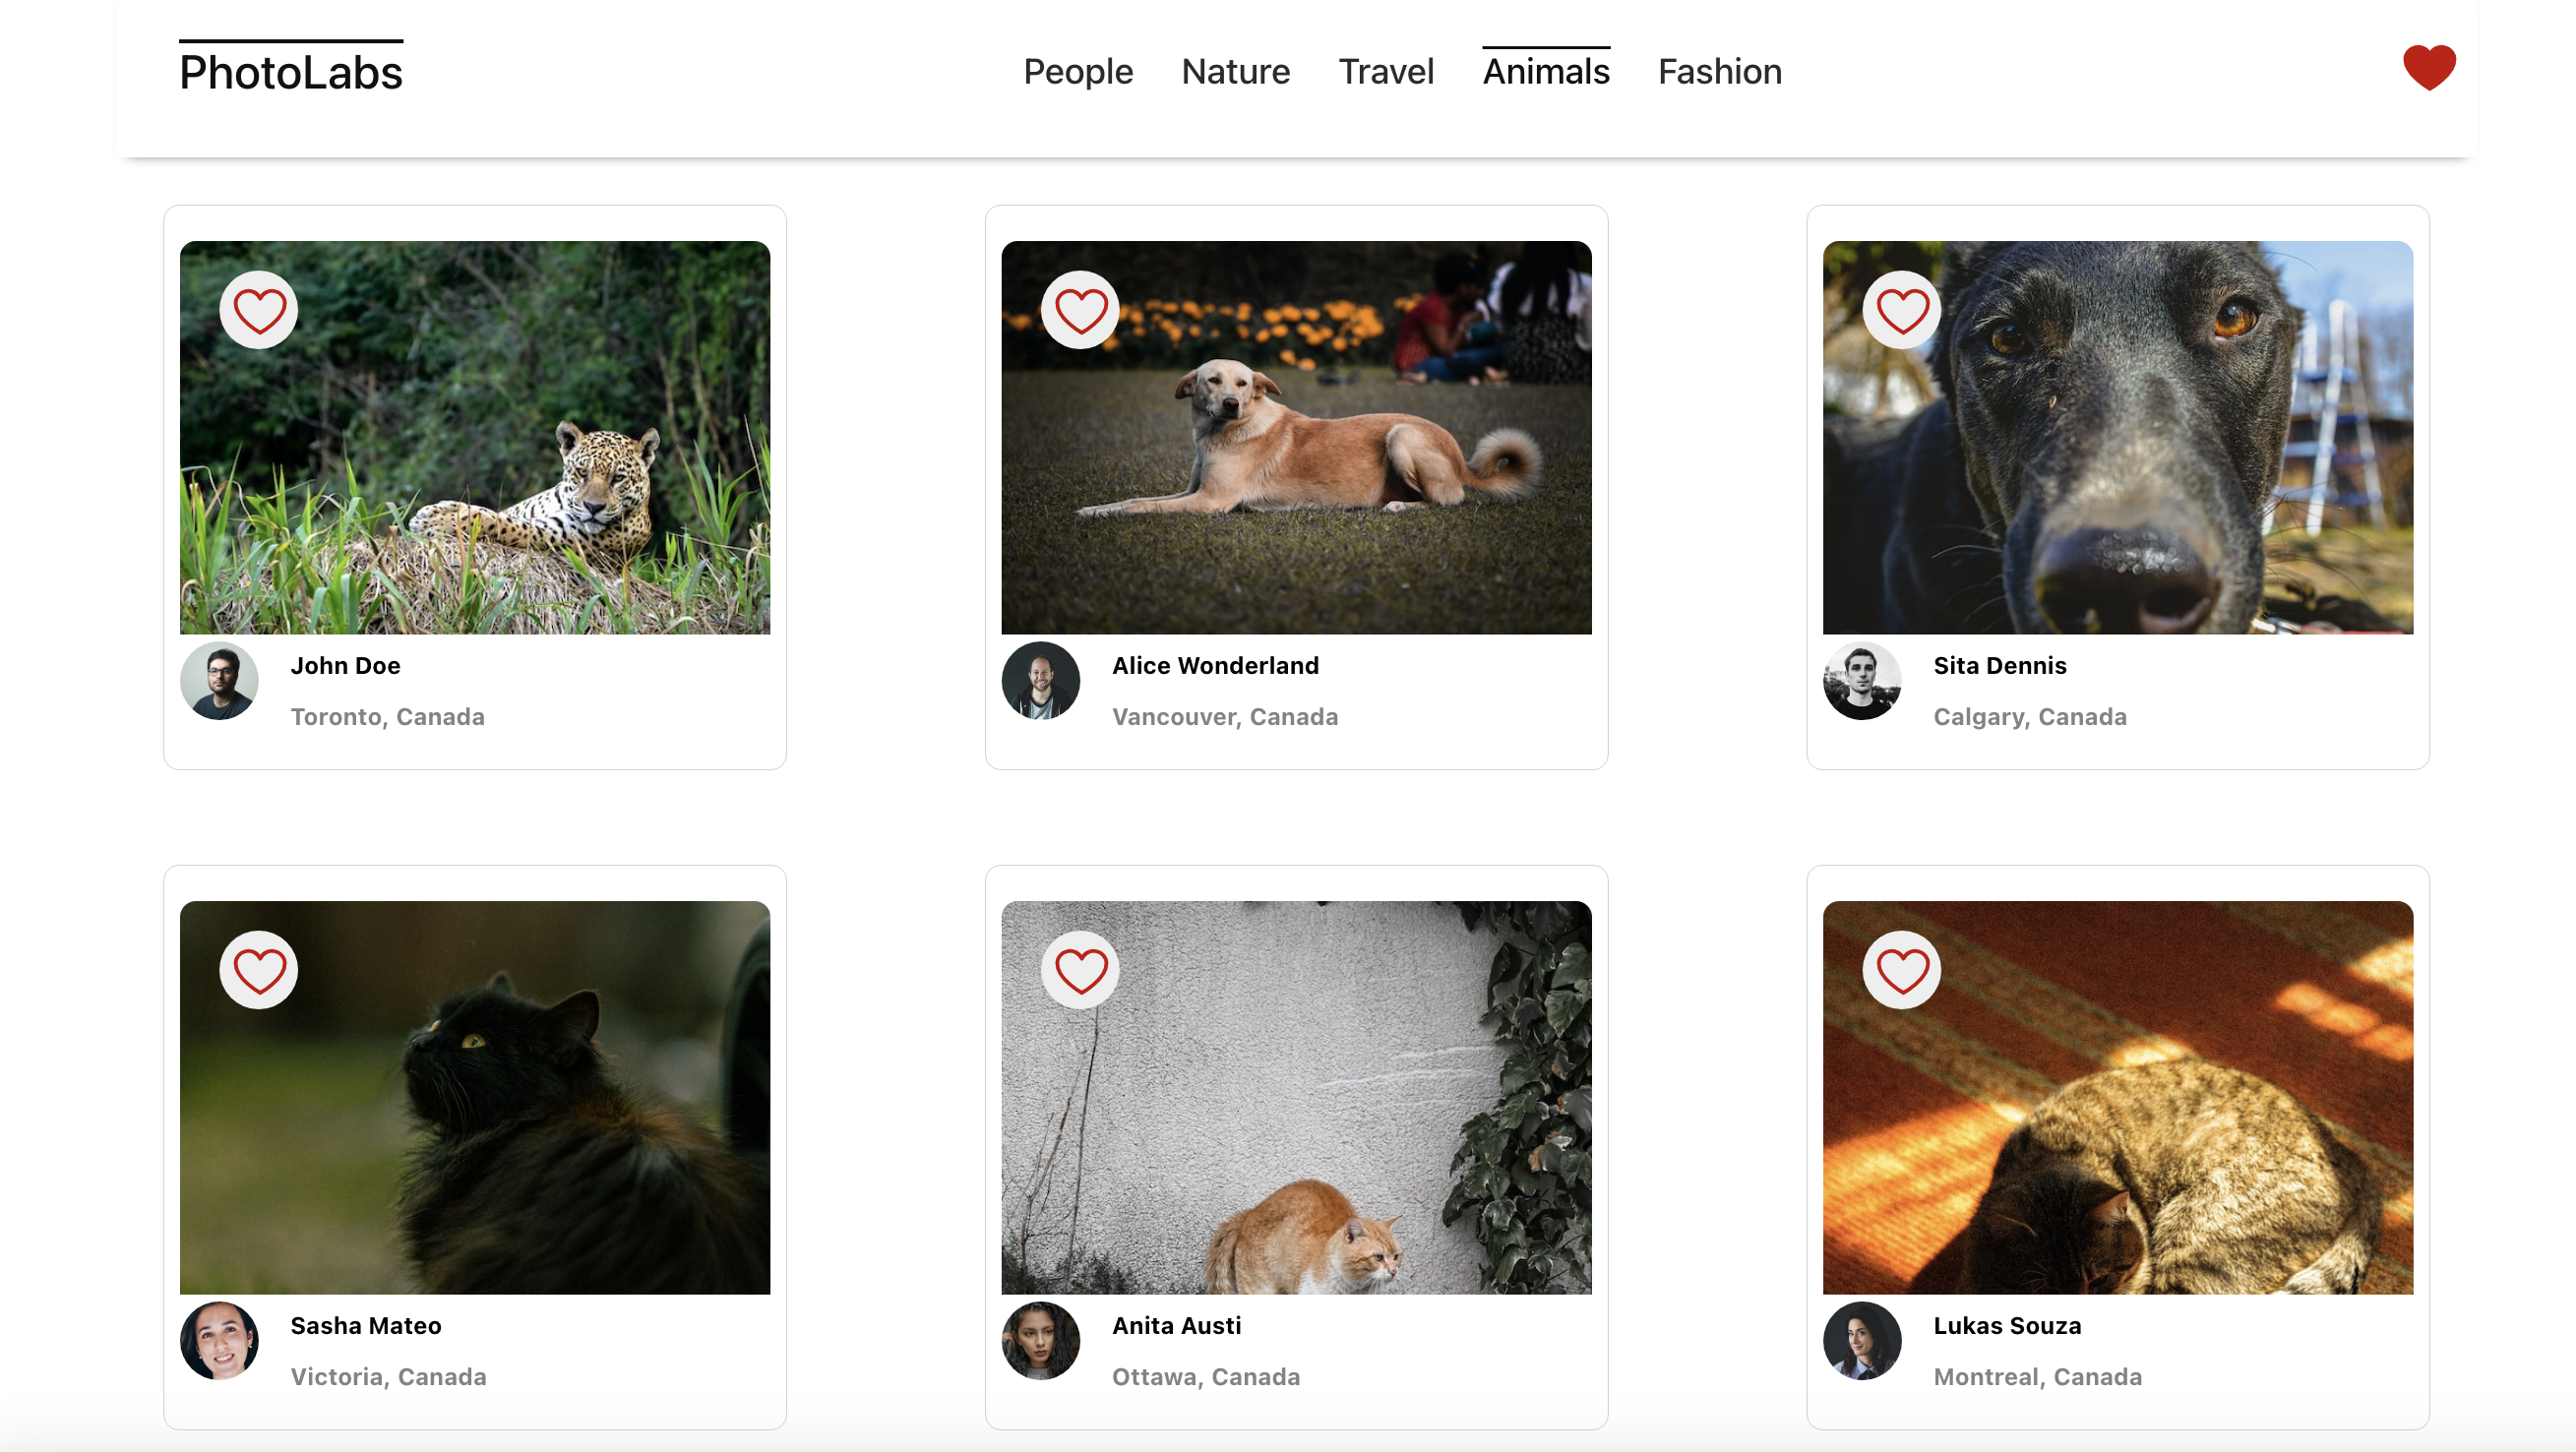 PhotoLabs
People Nature Travel Animals Fashion
John Doe
Toronto, Canada
Alice Wonderland
Vancouver, Canada
Sita Dennis
Calgary, Canada
Sasha Mateo
Victoria, Canada
Anita Austi
Ottawa, Canada
Lukas Souza
Montreal, Canada